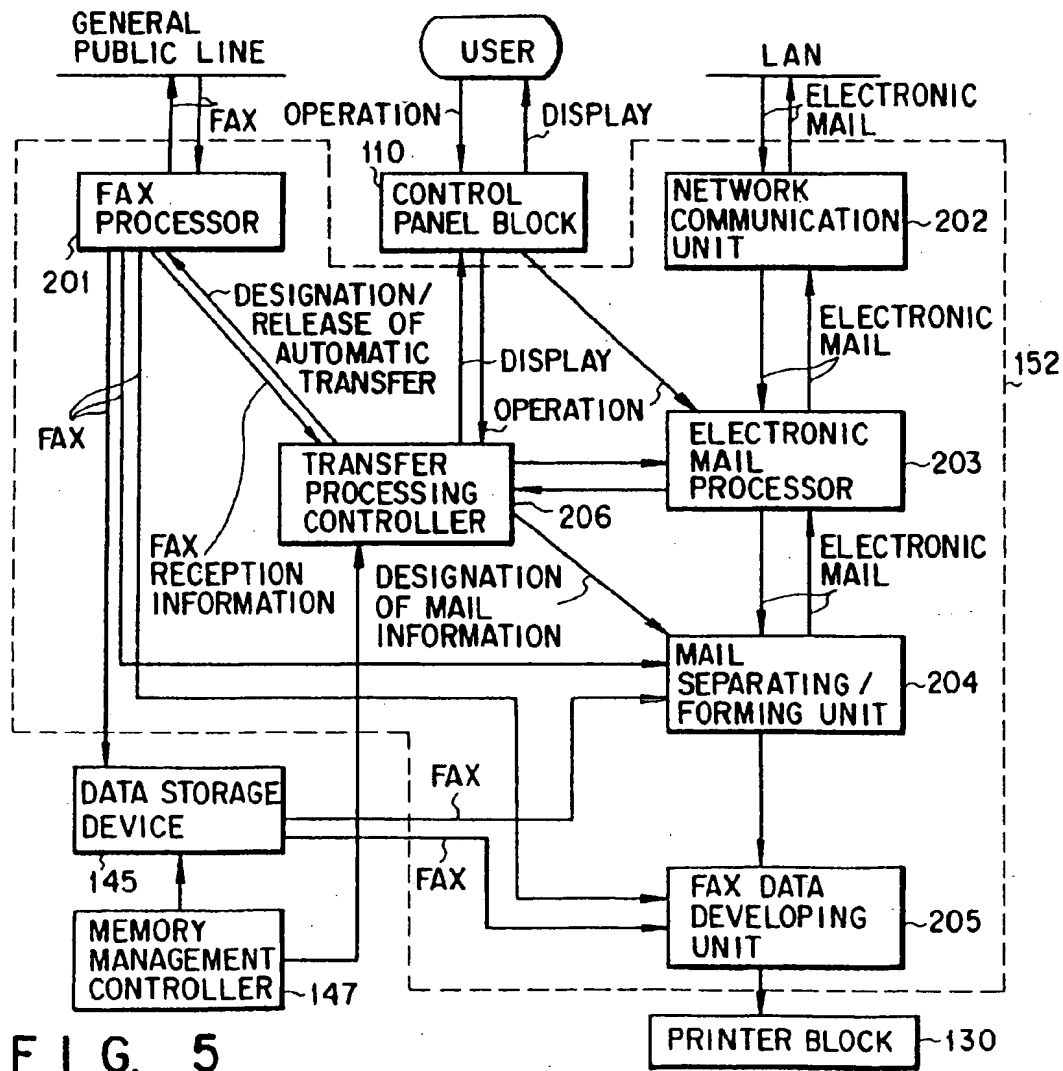 GENERAL
PUBLIC LINE
USER
LAN
FAX
OPERATION
DISPLAY
ELECTRONIC
MAIL
110
FAX
PROCESSOR
201
CONTROL
PANEL BLOCK
NETWORK
COMMUNICATION
UNIT
202
DESIGNATION/
RELEASE OF
AUTOMATIC
TRANSFER
DISPLAY
OPERATION
ELECTRONIC
MAIL
152
FAX
TRANSFER
PROCESSING
CONTROLLER
206
ELECTRONIC
MAIL
PROCESSOR
203
FAX
RECEPTION
INFORMATION
DESIGNATION
OF MAIL
INFORMATION
ELECTRONIC
MAIL
MAIL
SEPARATING/
FORMING UNIT
204
DATA STORAGE
DEVICE
145
FAX
FAX
FAX DATA
DEVELOPING
UNIT
205
MEMORY
MANAGEMENT
CONTROLLER
147
PRINTER BLOCK
130
FIG. 5